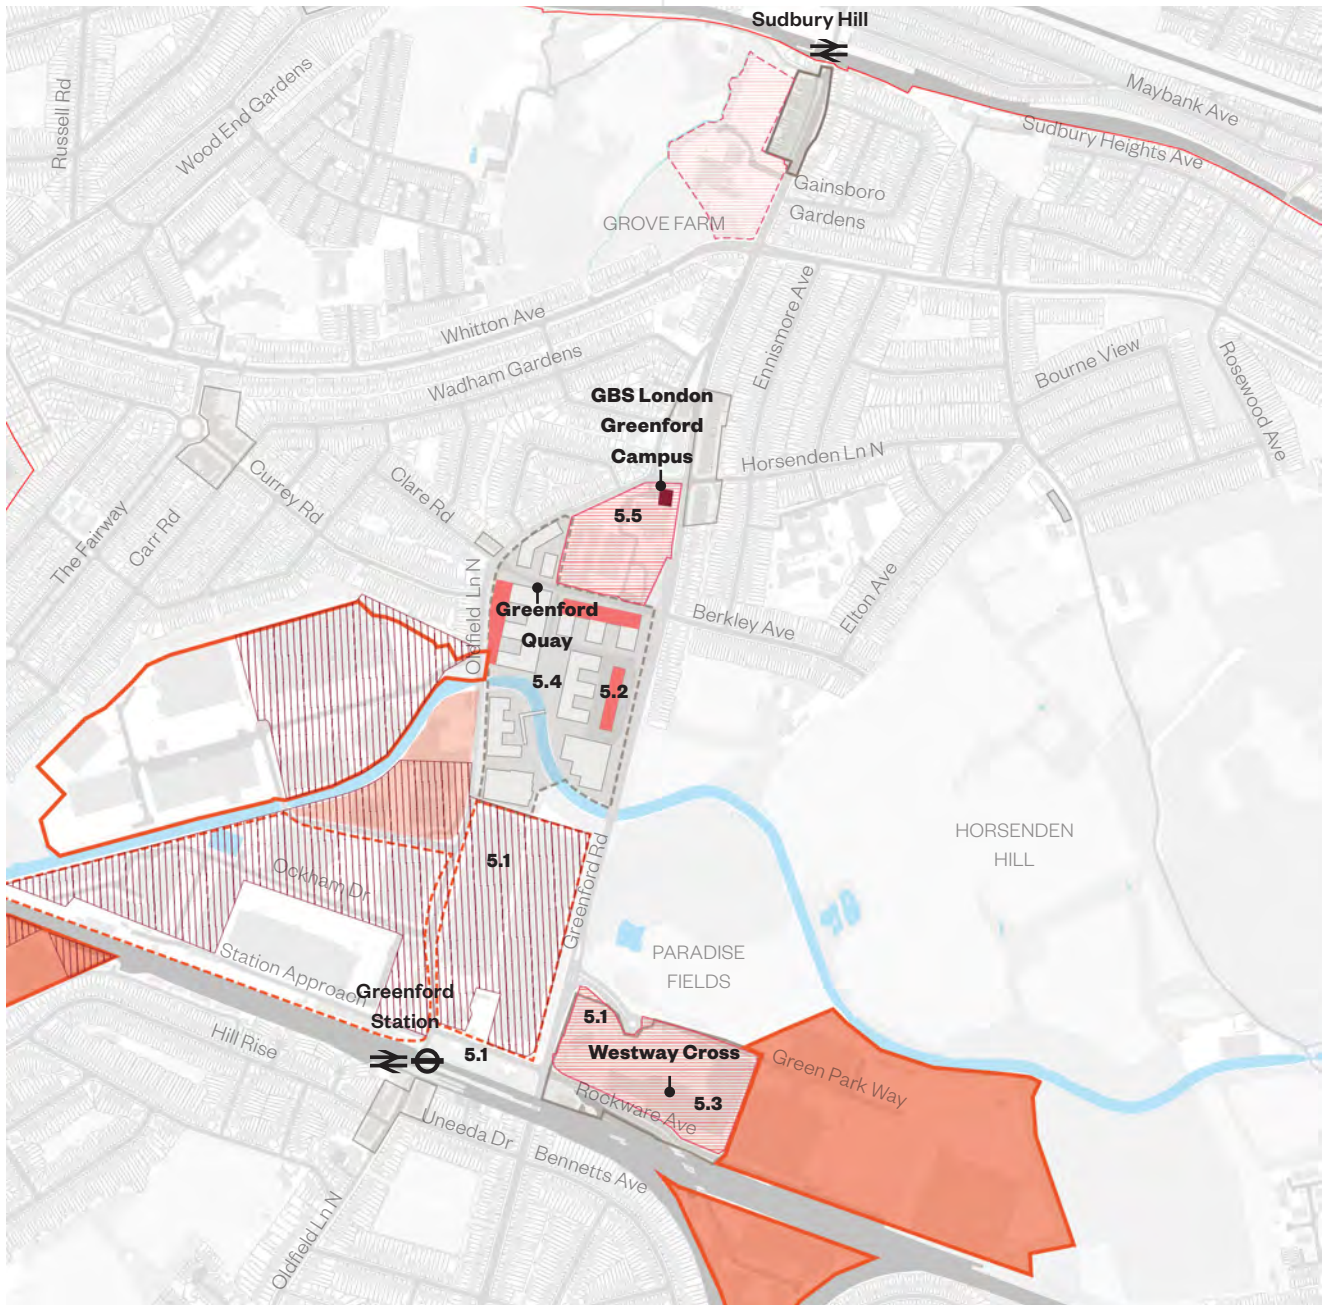 Sudbury Hill
Maybank Ave
Sudbury Heights Ave
Russell Rd
Wood End Gardens
Gainsboro
Gardens
GROVE FARM
Ennismore Ave
Whitton Ave
Wadham Gardens
Bourne View
Rosewood Ave
GBS London
Greenford
Campus
Horsenden Ln N
Currey Rd
Clare Rd
The Fairway
Carr Rd
5.5
Oldfield Ln N
Greenford
Quay
Berkley Ave
Elton Ave
5.4
5.2
HORSENDEN
HILL
5.1
Ockham Dr
Greenford Rd
PARADISE
FIELDS
Station Approach
Greenford
Station
5.1
Hill Rise
5.1
Westway Cross
Green Park Way
5.3
Rockware Ave
Uneeda Dr
Bennetts Ave
Oldfield Ln N